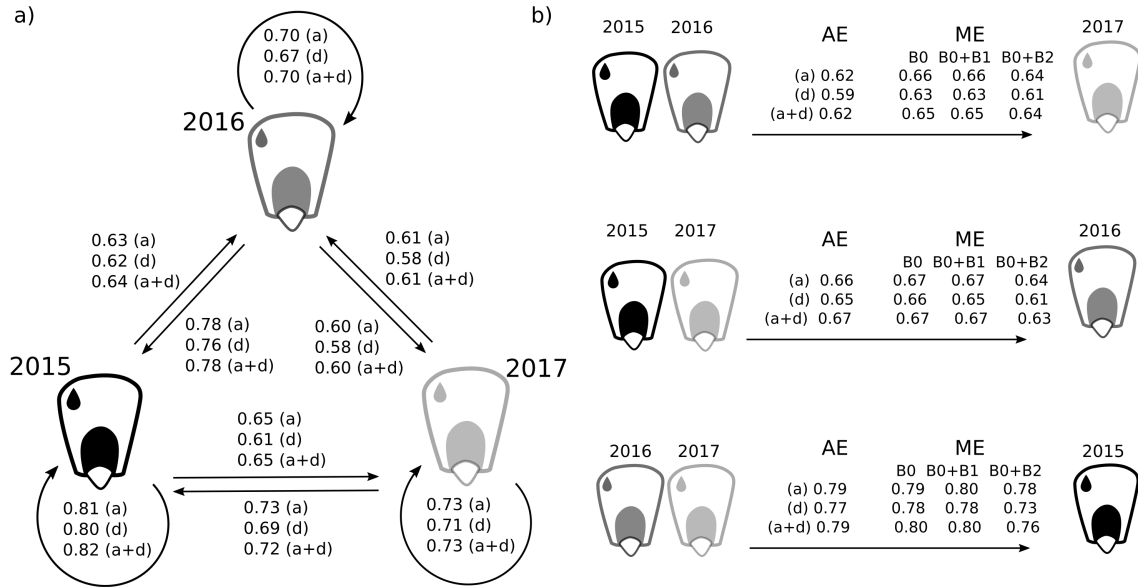 a)
0.70 (a)
0.67 (d)
0.70 (a+d)
2016
0.63 (a)
0.62 (d)
0.64 (a+d)
0.61 (a)
0.58 (d)
0.61 (a+d)
0.78 (a)
0.76 (d)
0.78 (a+d)
0.60 (a)
0.58 (d)
0.60 (a+d)
2015
2017
0.65 (a)
0.61 (d)
0.65 (a+d)
0.81 (a)
0.80 (d)
0.82 (a+d)
0.73 (a)
0.69 (d)
0.72 (a+d)
0.73 (a)
0.71 (d)
0.73 (a+d)
b)
2015 2016 AE ME 2017
B0 B0+B1 B0+B2
(a) 0.62 0.66 0.66 0.64
(d) 0.59 0.63 0.63 0.61
(a+d) 0.62 0.65 0.65 0.64
2015 2017 AE ME 2016
B0 B0+B1 B0+B2
(a) 0.66 0.67 0.67 0.64
(d) 0.65 0.66 0.65 0.61
(a+d) 0.67 0.67 0.67 0.63
2016 2017 AE ME 2015
B0 B0+B1 B0+B2
(a) 0.79 0.79 0.80 0.78
(d) 0.77 0.78 0.78 0.73
(a+d) 0.79 0.80 0.80 0.76